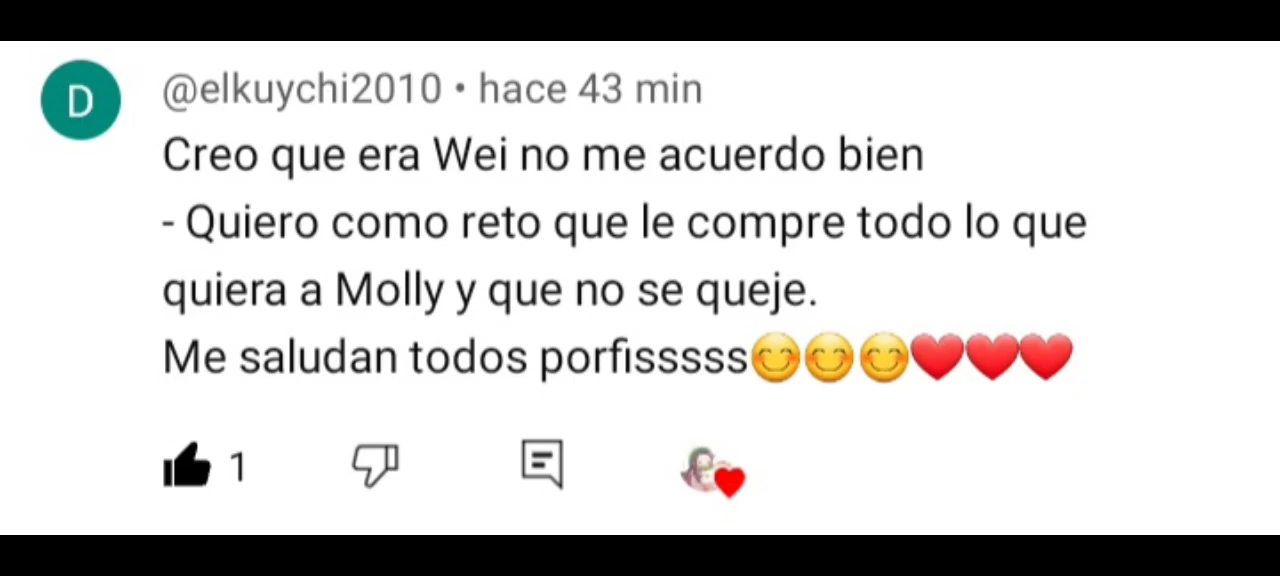 D
@elkuychi2010 • hace 43 min
Creo que era Wei no me acuerdo bien
- Quiero como reto que le compre todo lo que
quiera a Molly y que no se queje.
Me saludan todos porfisssss😊😊😊❤️❤️❤️
1